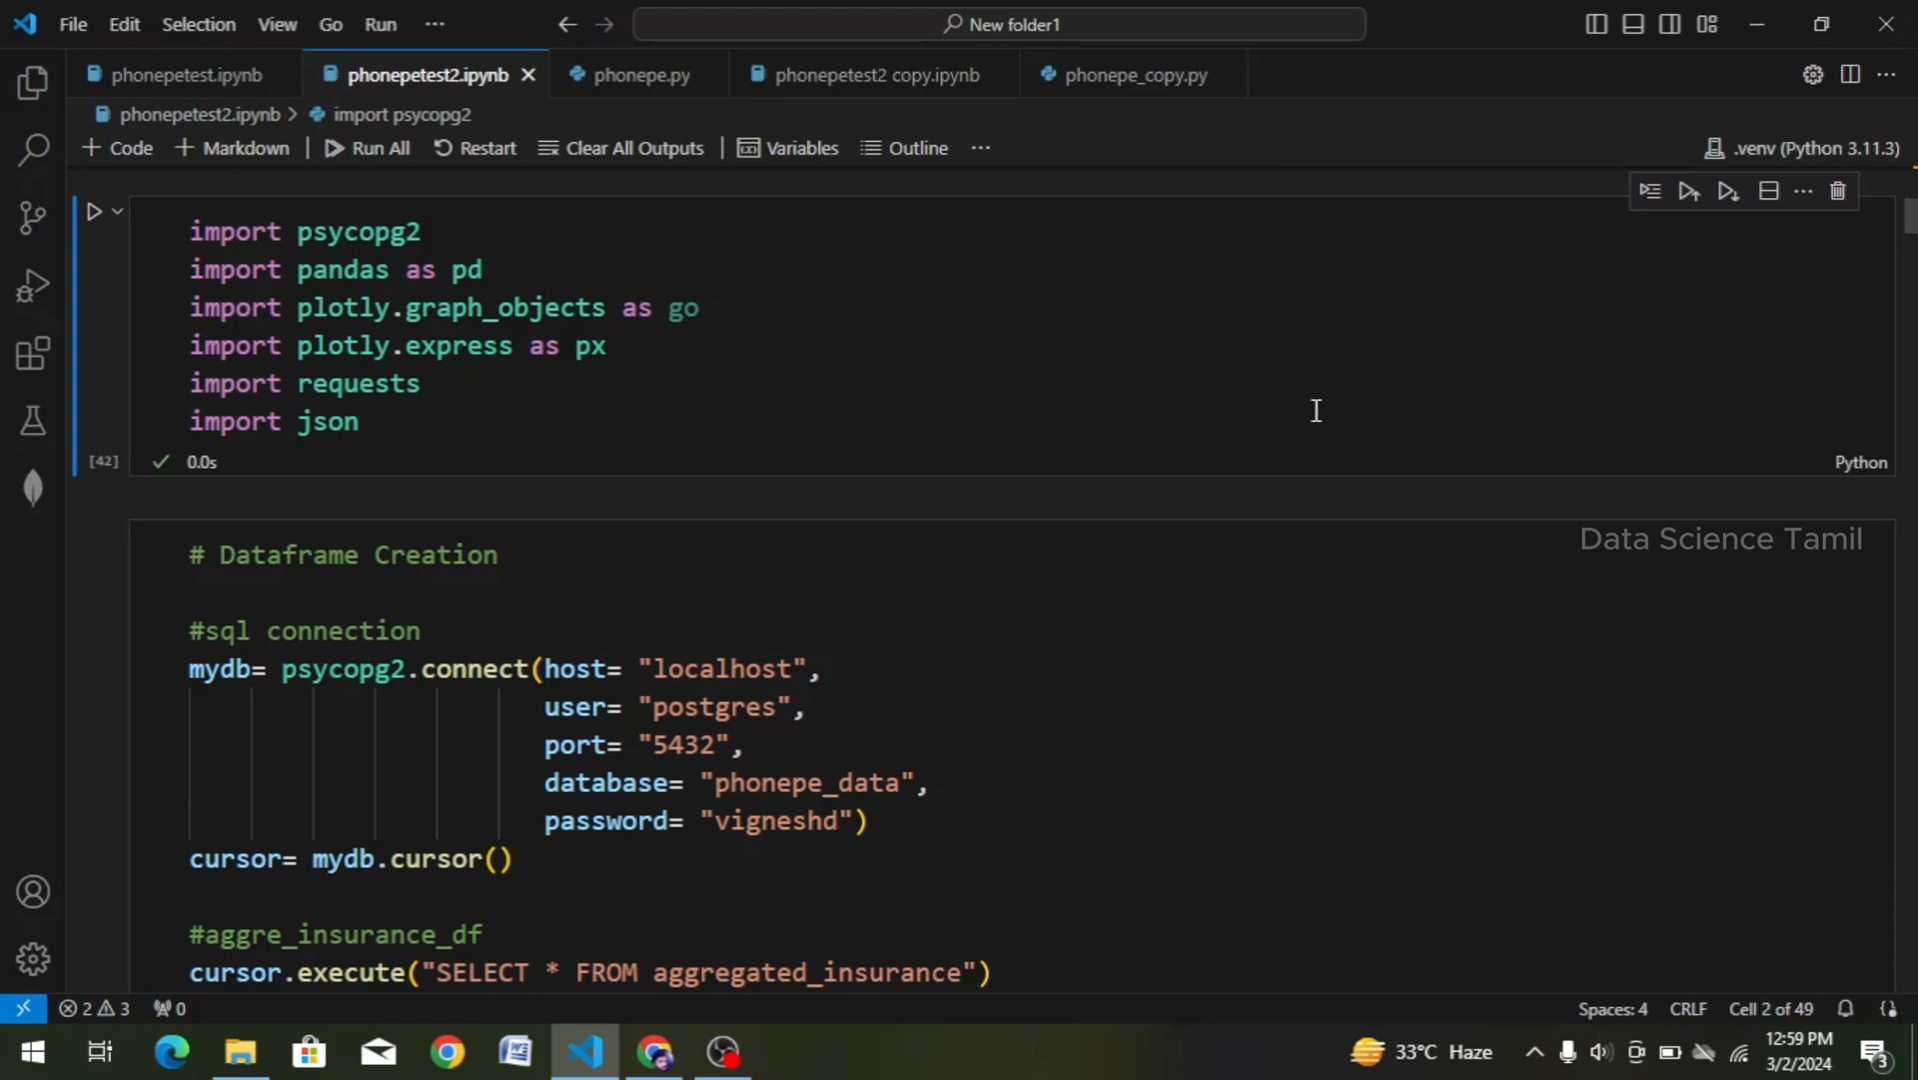 File Edit Selection View Go Run ··· New folder1
phonepetest.ipynb phonepetest2.ipynb phonepe.py phonepetest2 copy.ipynb phonepe_copy.py
phonepetest2.ipynb > import psycopg2
+ Code + Markdown | Run All Restart Clear All Outputs | Variables Outline ··· .venv (Python 3.11.3)
import psycopg2
import pandas as pd
import plotly.graph_objects as go
import plotly.express as px
import requests
import json
[42] ✓ 0.0s Python
Data Science Tamil
# Dataframe Creation
#sql connection
mydb= psycopg2.connect(host= "localhost",
user= "postgres",
port= "5432",
database= "phonepe_data",
password= "vigneshd")
cursor= mydb.cursor()
#aggre_insurance_df
cursor.execute("SELECT * FROM aggregated_insurance")
2 3 0 Spaces: 4 CRLF Cell 2 of 49
33°C Haze 12:59 PM
3/2/2024 3